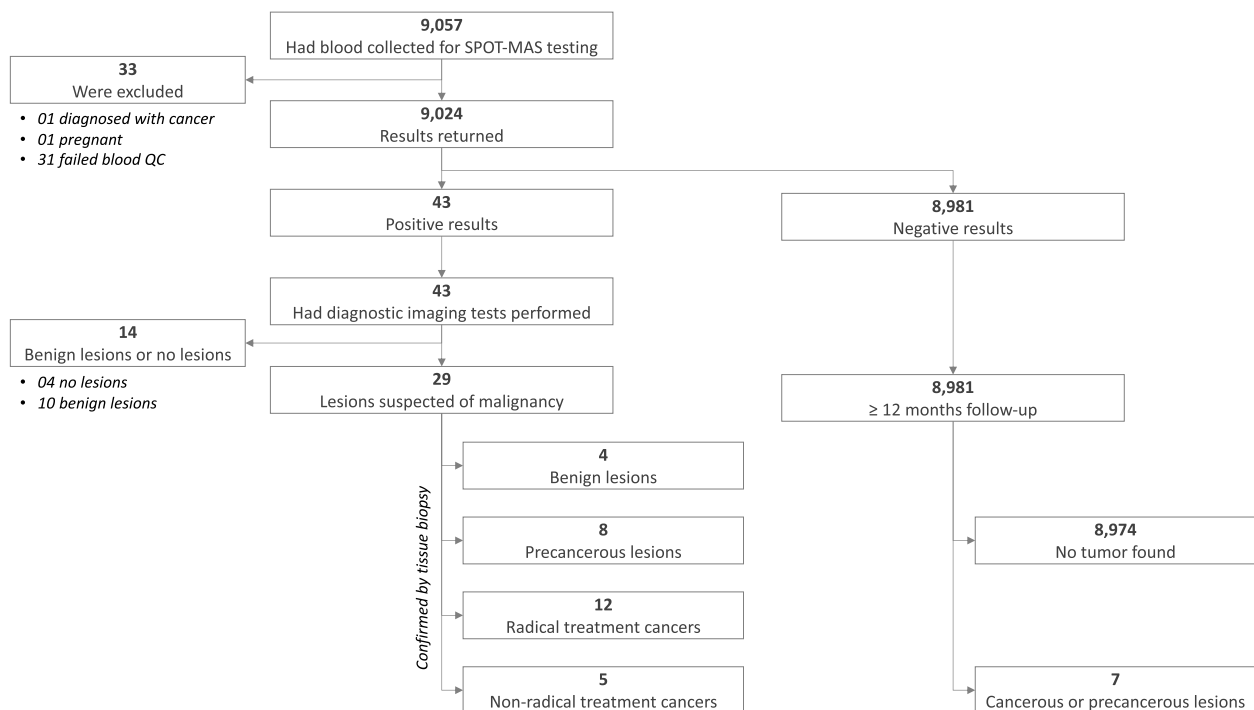 9,057
Had blood collected for SPOT-MAS testing
33
Were excluded
• 01 diagnosed with cancer
• 01 pregnant
• 31 failed blood QC
9,024
Results returned
43
Positive results
8,981
Negative results
43
Had diagnostic imaging tests performed
14
Benign lesions or no lesions
• 04 no lesions
• 10 benign lesions
29
Lesions suspected of malignancy
8,981
≥ 12 months follow-up
Confirmed by tissue biopsy
4
Benign lesions
8
Precancerous lesions
12
Radical treatment cancers
5
Non-radical treatment cancers
8,974
No tumor found
7
Cancerous or precancerous lesions